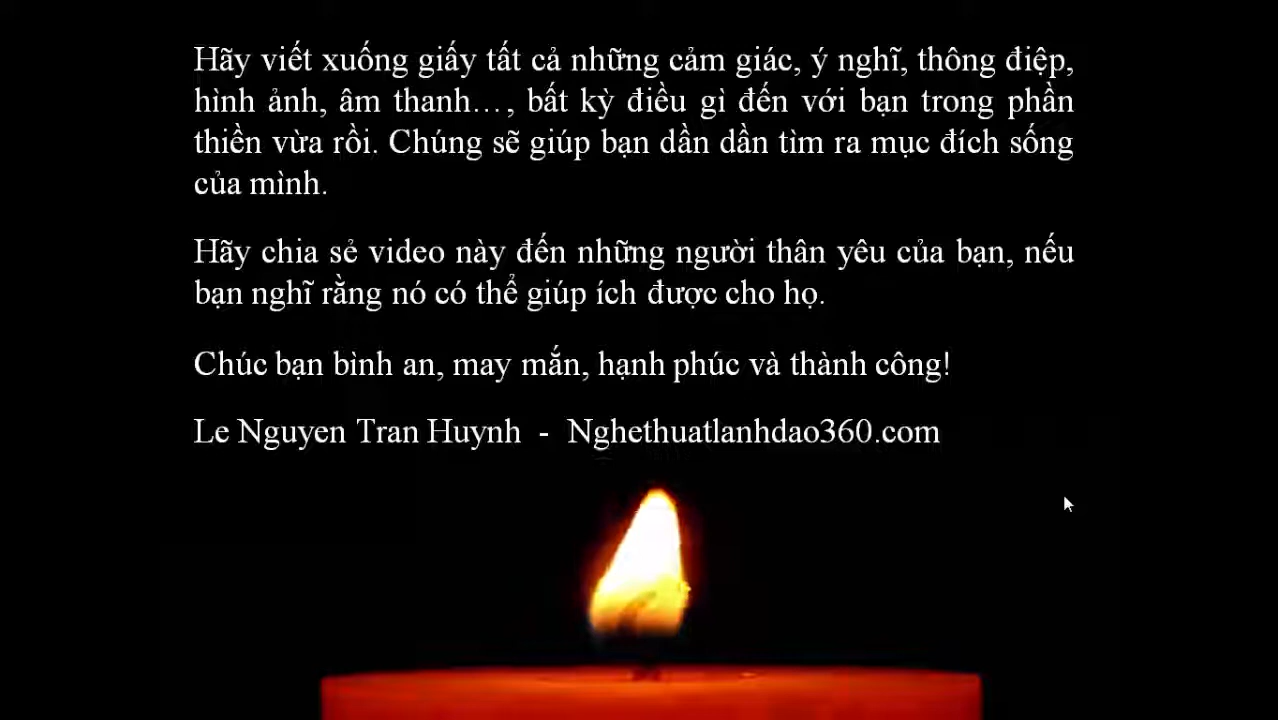 Hãy viết xuống giấy tất cả những cảm giác, ý nghĩ, thông điệp,
hình ảnh, âm thanh…, bất kỳ điều gì đến với bạn trong phần
thiền vừa rồi. Chúng sẽ giúp bạn dần dần tìm ra mục đích sống
của mình.
Hãy chia sẻ video này đến những người thân yêu của bạn, nếu
bạn nghĩ rằng nó có thể giúp ích được cho họ.
Chúc bạn bình an, may mắn, hạnh phúc và thành công!
Le Nguyen Tran Huynh - Nghethuatlanhdao360.com